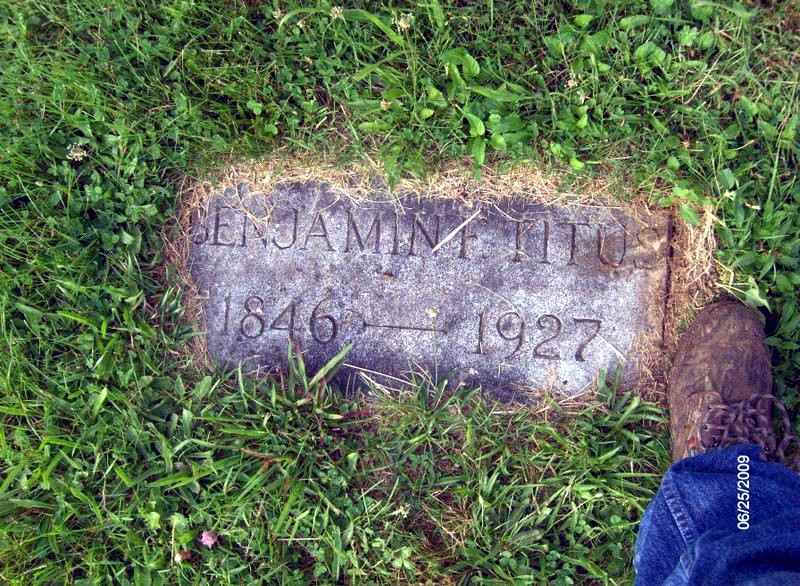 BENJAMIN F. TITUS
1846 — 1927
06/25/2009